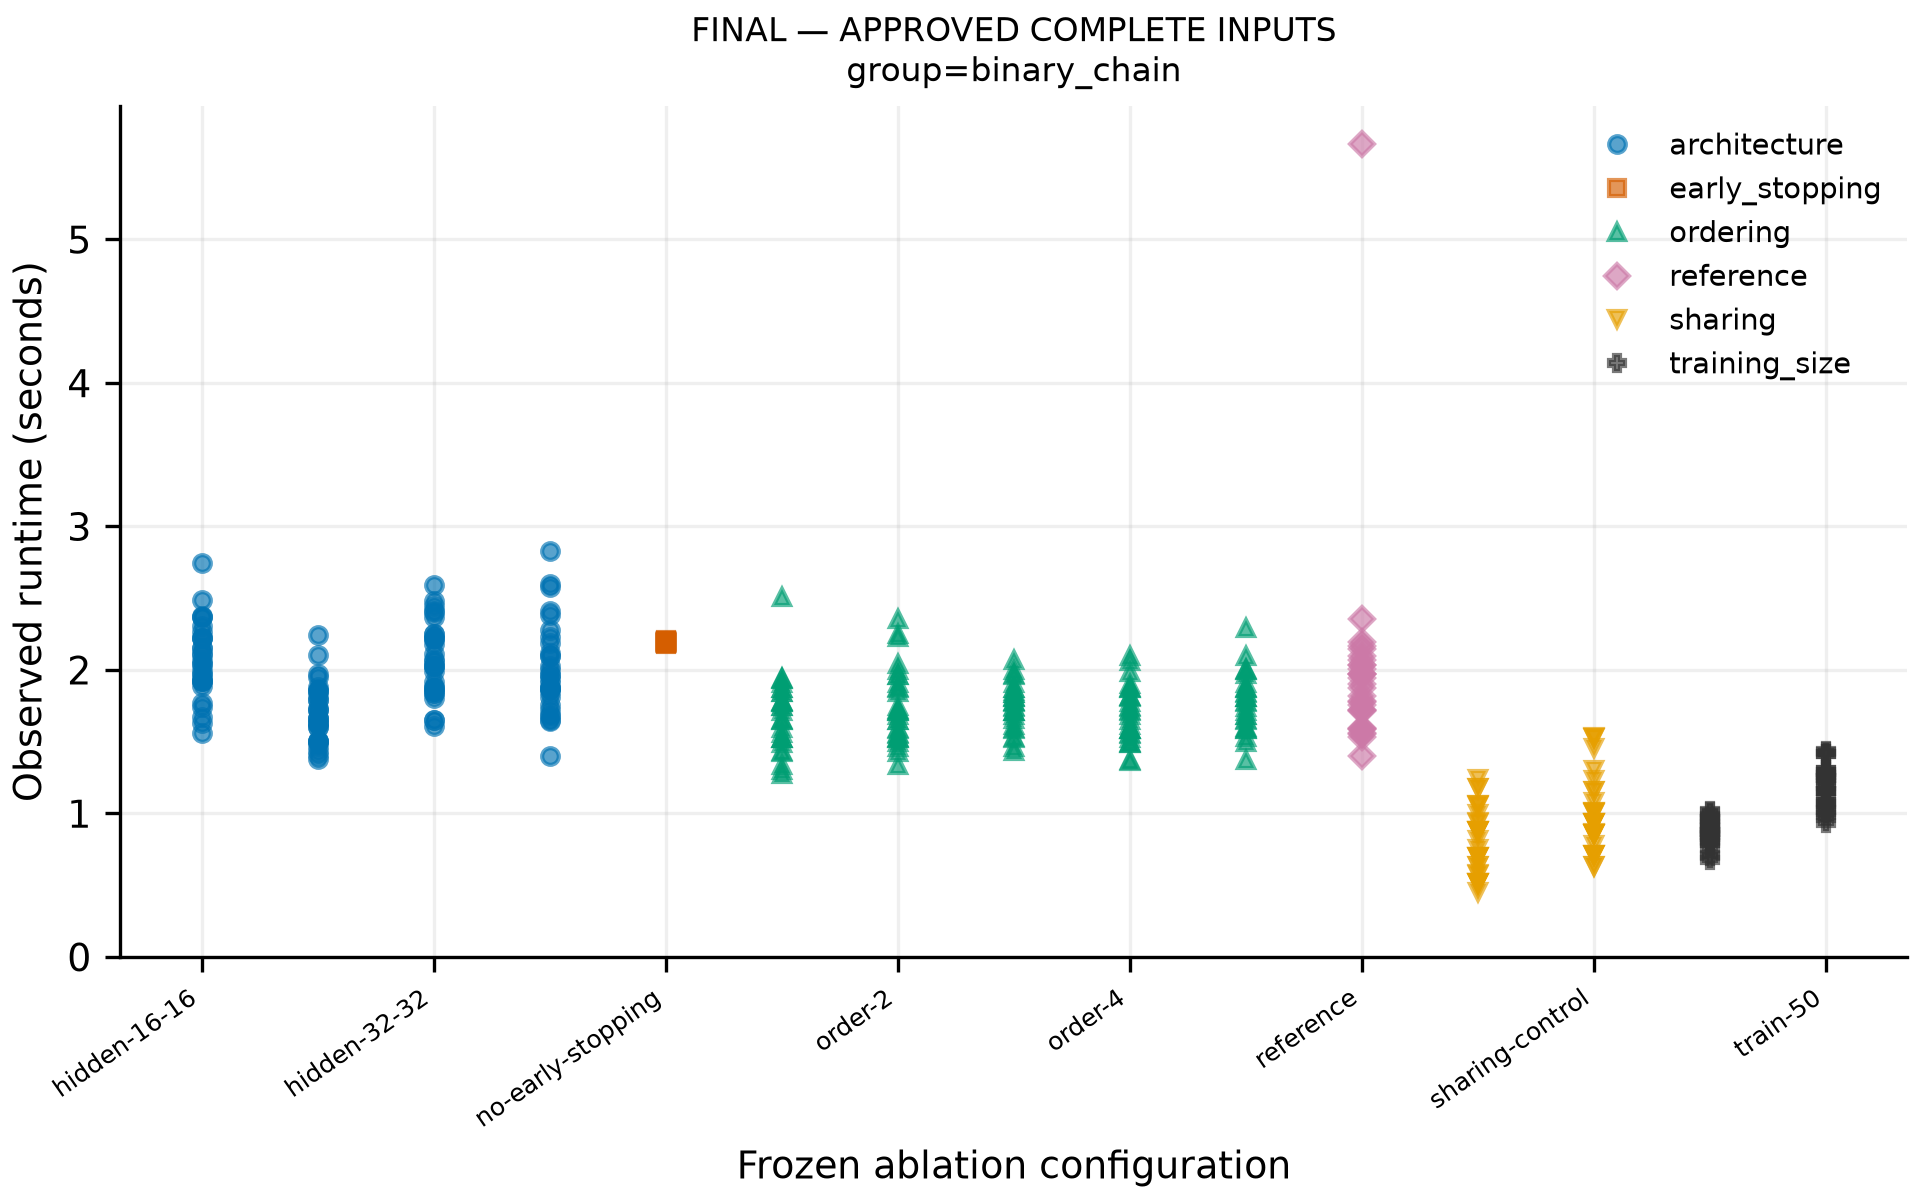 FINAL — APPROVED COMPLETE INPUTS
group=binary_chain
Observed runtime (seconds)
5
4
3
2
1
0
architecture
early_stopping
ordering
reference
sharing
training_size
hidden-16-16
hidden-32-32
no-early-stopping
order-2
order-4
reference
sharing-control
train-50
Frozen ablation configuration